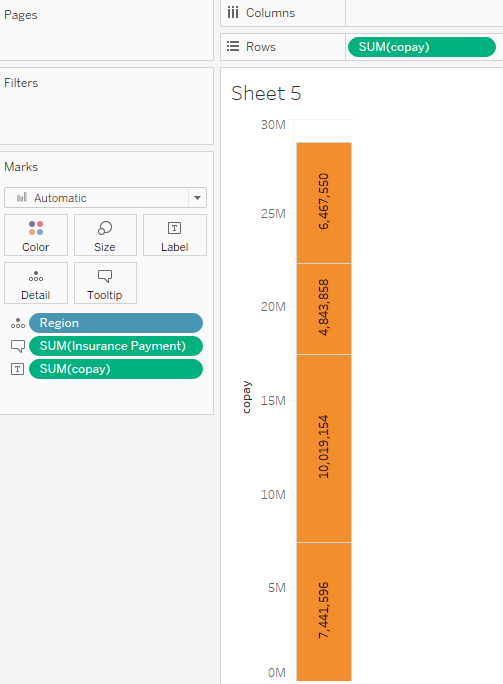 Pages
Columns
Rows
SUM(copay)
Filters
Marks
Automatic
Color
Size
T
Label
Detail
Tooltip
Region
SUM(Insurance Payment)
T
SUM(copay)
Sheet 5
30M
25M
20M
15M
10M
5M
0M
copay
6,467,550
4,843,858
10,019,154
7,441,596